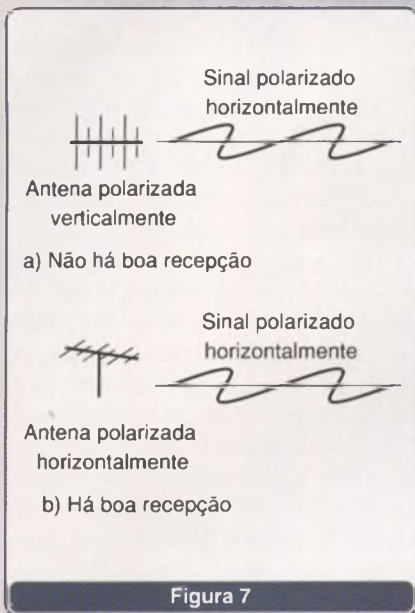 Sinal polarizado
horizontalmente
Antena polarizada
verticalmente
a) Não há boa recepção
Sinal polarizado
horizontalmente
Antena polarizada
horizontalmente
b) Há boa recepção
Figura 7